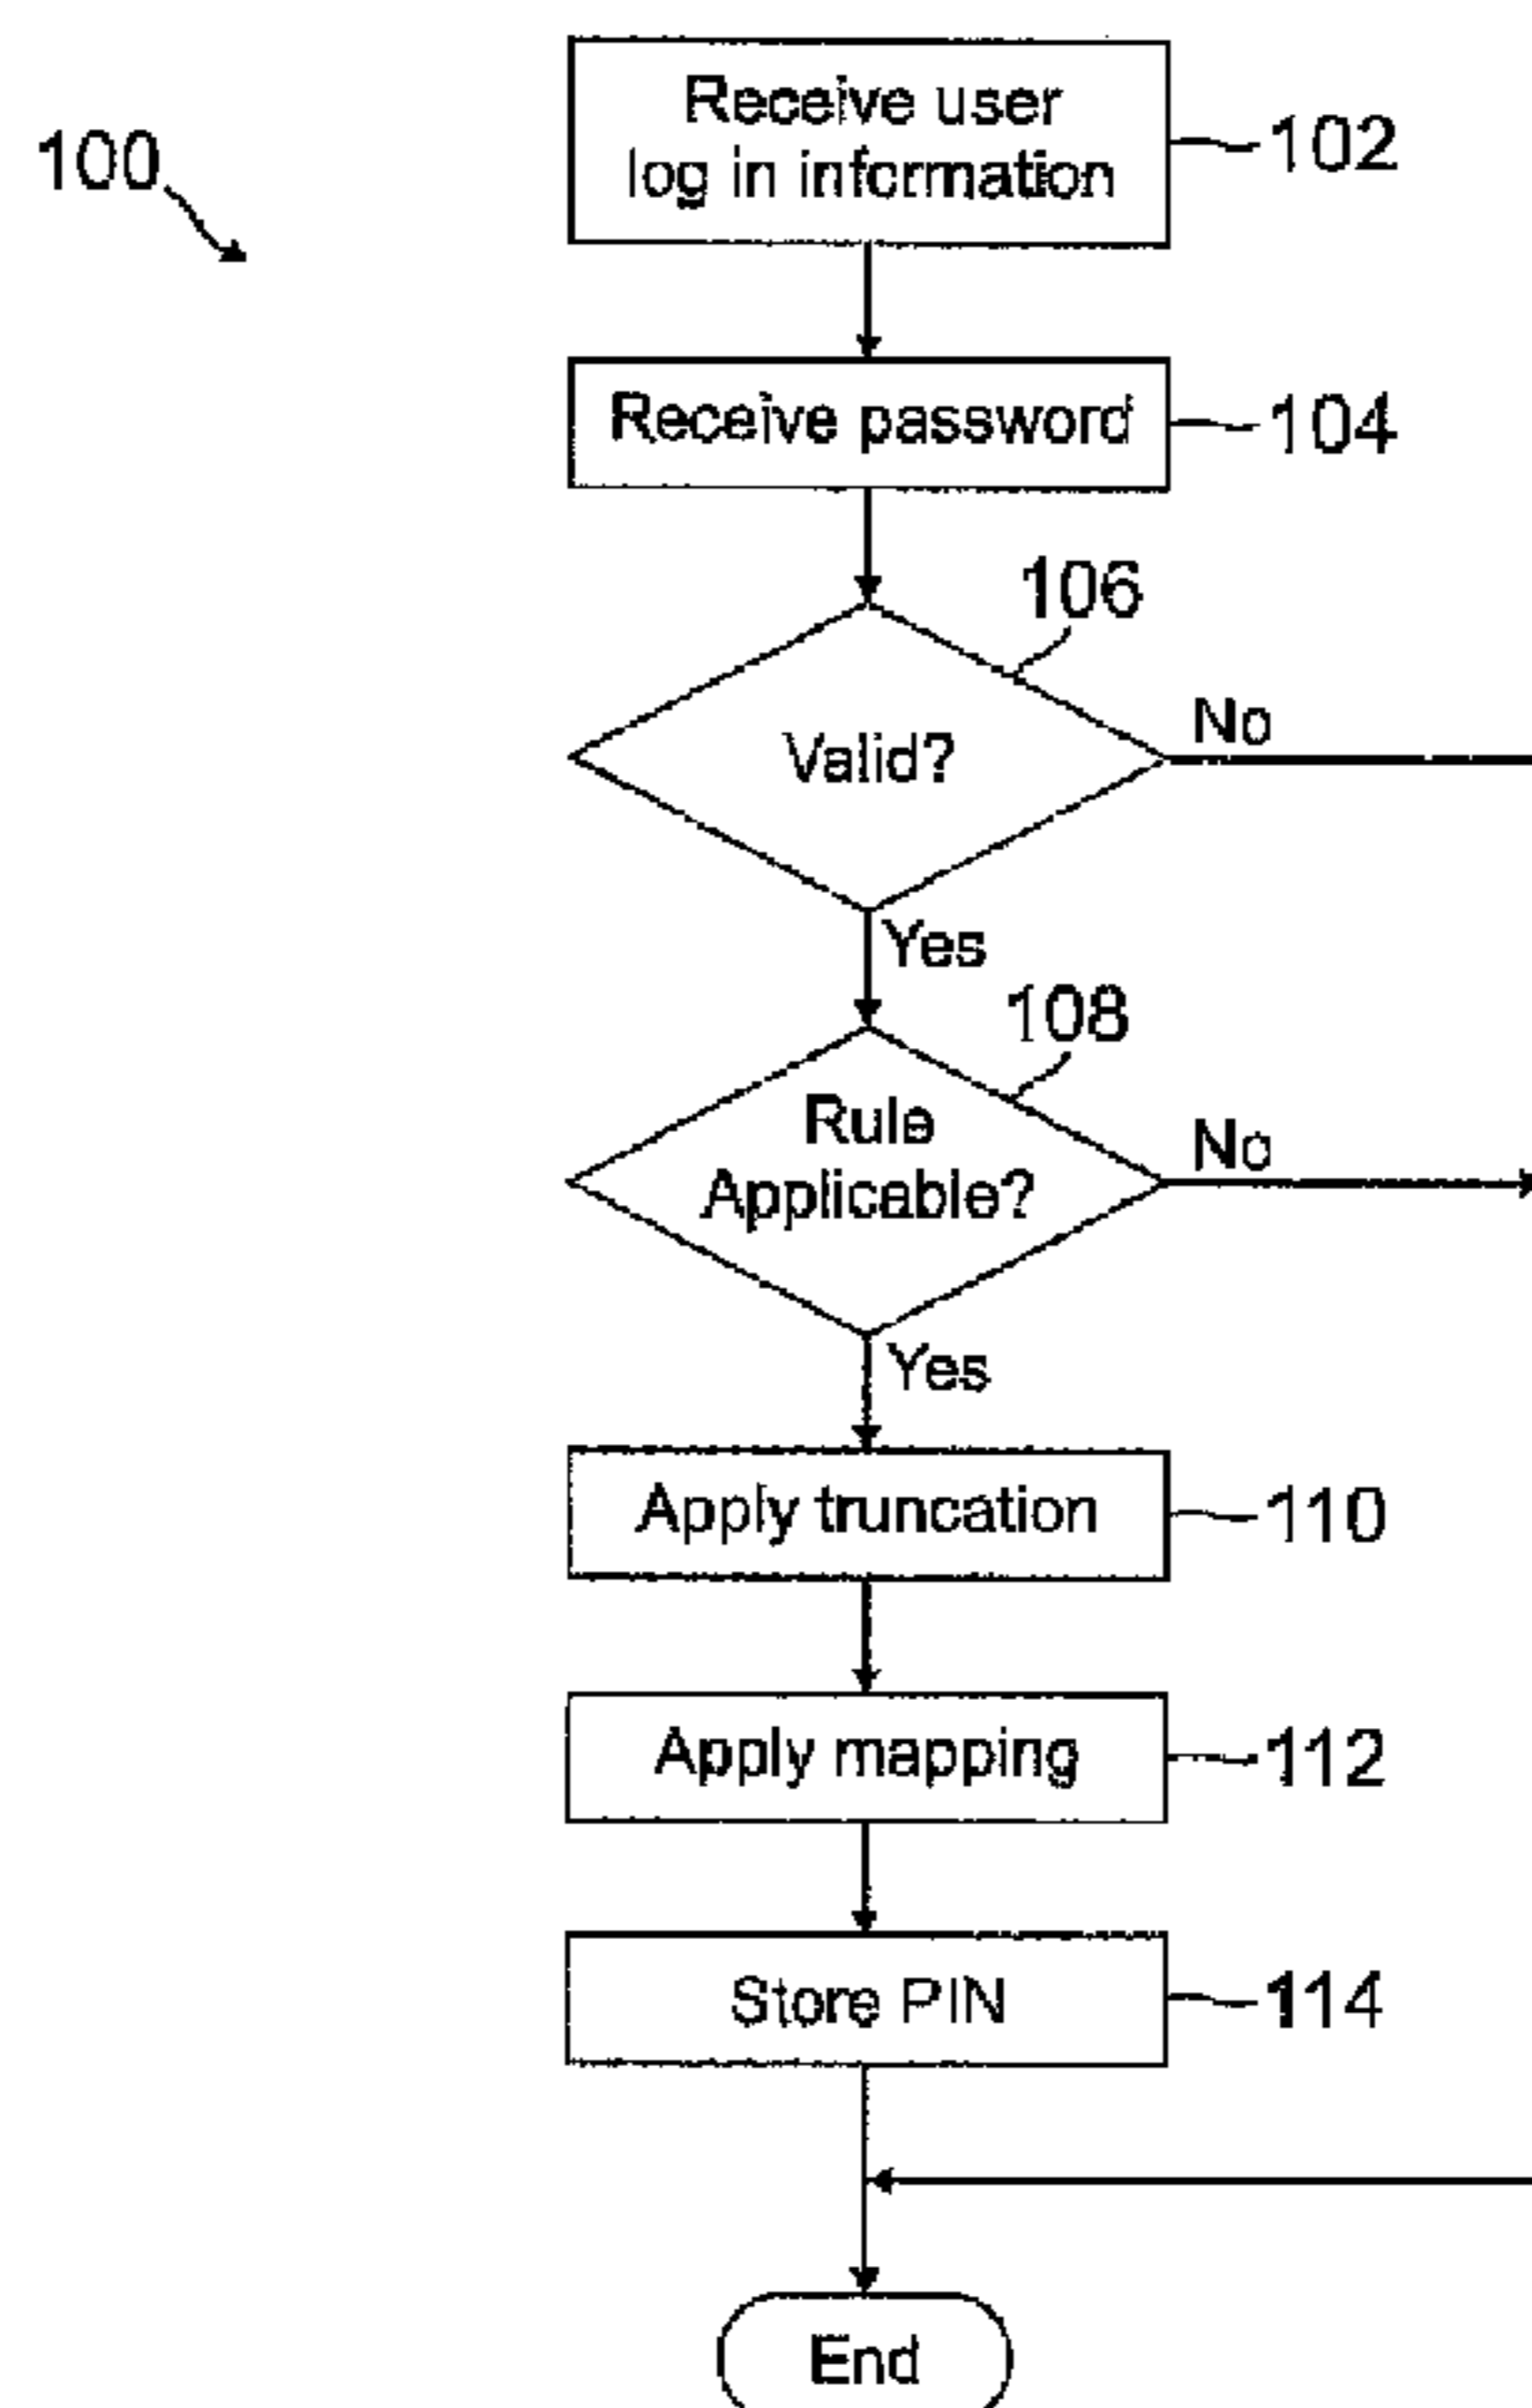 100
Receive user
log in information
102
Receive password
104
106
Valid?
No
Yes
108
Rule
Applicable?
No
Yes
Apply truncation
110
Apply mapping
112
Store PIN
114
End